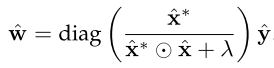 ŵ = diag ( x̂* / x̂* ⊙ x̂ + λ ) ŷ